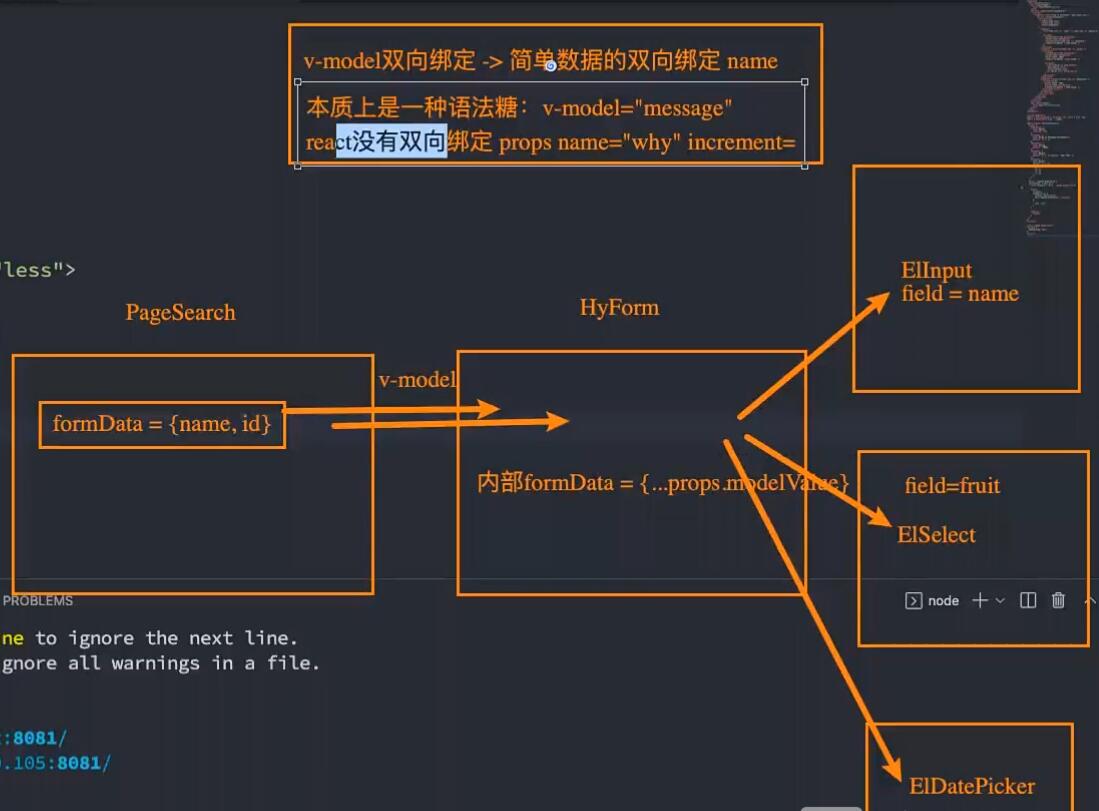 v-model双向绑定 -> 简单数据的双向绑定 name
本质上是一种语法糖：v-model="message"
react没有双向绑定 props name="why" increment=
"less">
PageSearch
HyForm
ElInput
field = name
v-model
formData = {name, id}
内部formData = {...props.modelValue}
field=fruit
ElSelect
PROBLEMS
node
ne to ignore the next line.
gnore all warnings in a file.
:8081/
.105:8081/
ElDatePicker